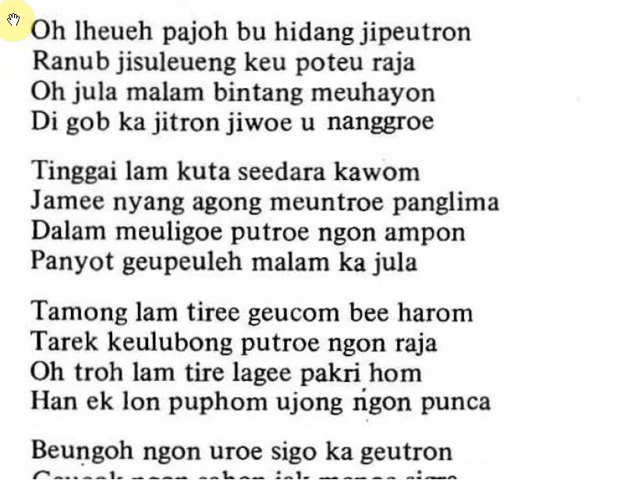 Oh lheueh pajoh bu hidang jipeutron
Ranub jisuleueng keu poteu raja
Oh jula malam bintang meuhayon
Di gob ka jitron jiwoe u nanggroe
Tinggai lam kuta seedara kawom
Jamee nyang agong meuntroe panglima
Dalam meuligoe putroe ngon ampon
Panyot geupeuleh malam ka jula
Tamong lam tiree geucom bee harom
Tarek keulubong putroe ngon raja
Oh troh lam tire lagee pakri hom
Han ek lon puphom ujong ngon punca
Beungoh ngon uroe sigo ka geutron